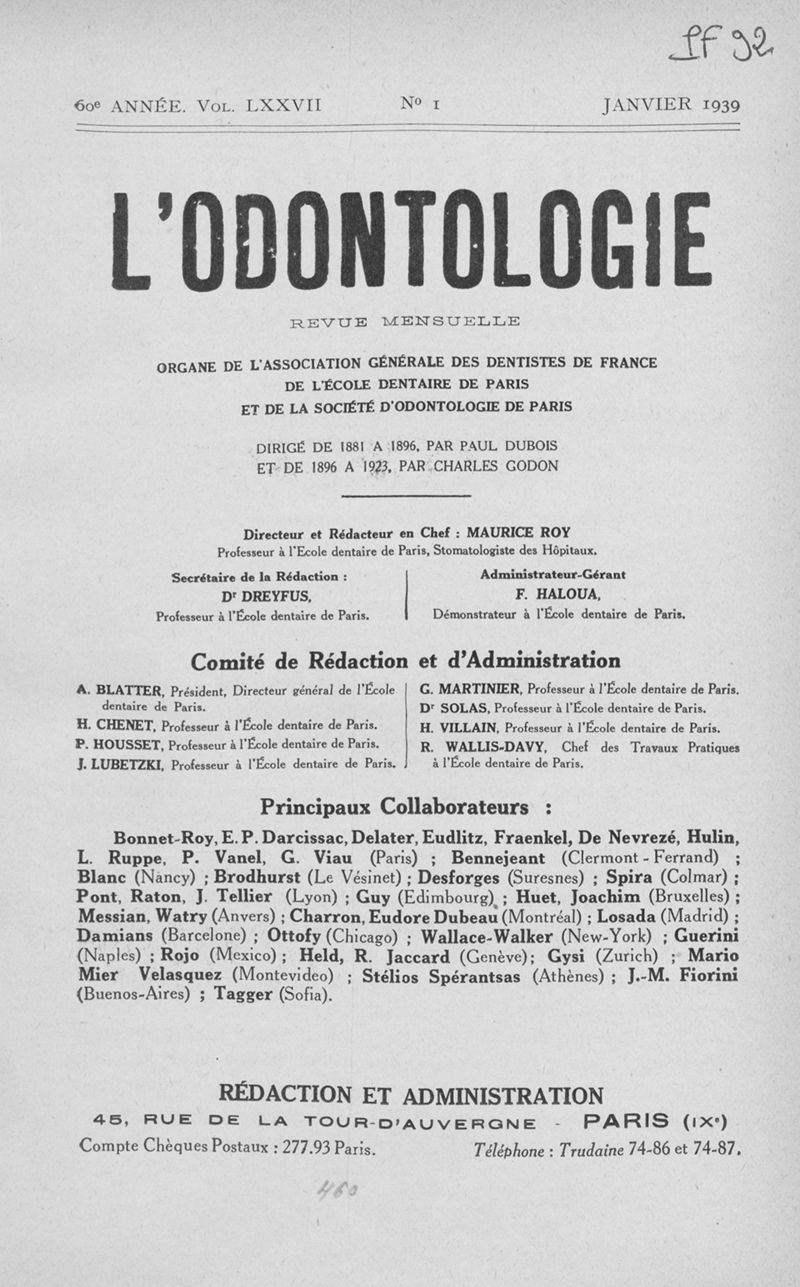 PF 92
60e ANNÉE. VOL. LXXVII Nº 1 JANVIER 1939
L'ODONTOLOGIE
REVUE MENSUELLE
ORGANE DE L'ASSOCIATION GÉNÉRALE DES DENTISTES DE FRANCE
DE L'ÉCOLE DENTAIRE DE PARIS
ET DE LA SOCIÉTÉ D'ODONTOLOGIE DE PARIS
DIRIGÉ DE 1881 A 1896, PAR PAUL DUBOIS
ET DE 1896 A 1923, PAR CHARLES GODON
Directeur et Rédacteur en Chef : MAURICE ROY
Professeur à l'Ecole dentaire de Paris, Stomatologiste des Hôpitaux.
Secrétaire de la Rédaction :
Dr DREYFUS,
Professeur à l'École dentaire de Paris.
Administrateur-Gérant
F. HALOUA,
Démonstrateur à l'École dentaire de Paris.
Comité de Rédaction et d'Administration
A. BLATTER, Président, Directeur général de l'École
dentaire de Paris.
H. CHENET, Professeur à l'École dentaire de Paris.
P. HOUSSET, Professeur à l'École dentaire de Paris.
J. LUBETZKI, Professeur à l'École dentaire de Paris.
G. MARTINIER, Professeur à l'École dentaire de Paris.
Dr SOLAS, Professeur à l'École dentaire de Paris.
H. VILLAIN, Professeur à l'École dentaire de Paris.
R. WALLIS-DAVY, Chef des Travaux Pratiques
à l'École dentaire de Paris.
Principaux Collaborateurs :
Bonnet-Roy, E. P. Darcissac, Delater, Eudlitz, Fraenkel, De Nevrezé, Hulin,
L. Ruppe, P. Vanel, G. Viau (Paris) ; Bennejeant (Clermont-Ferrand) ;
Blanc (Nancy) ; Brodhurst (Le Vésinet) ; Desforges (Suresnes) ; Spira (Colmar) ;
Pont, Raton, J. Tellier (Lyon) ; Guy (Edimbourg) ; Huet, Joachim (Bruxelles) ;
Messian, Watry (Anvers) ; Charron, Eudore Dubeau (Montréal) ; Losada (Madrid) ;
Damians (Barcelone) ; Ottofy (Chicago) ; Wallace-Walker (New-York) ; Guerini
(Naples) ; Rojo (Mexico) ; Held, R. Jaccard (Genève); Gysi (Zurich) ; Mario
Mier Velasquez (Montevideo) ; Stélios Spérantsas (Athènes) ; J.-M. Fiorini
(Buenos-Aires) ; Tagger (Sofia).
RÉDACTION ET ADMINISTRATION
45, RUE DE LA TOUR-D'AUVERGNE - PARIS (IXe)
Compte Chèques Postaux : 277.93 Paris. Téléphone : Trudaine 74-86 et 74-87.
460